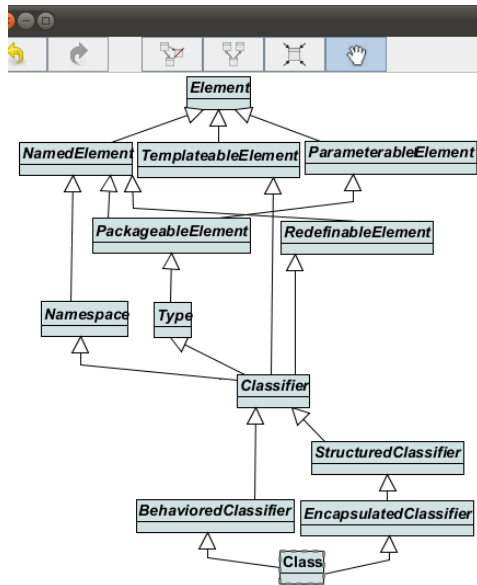 Element
NamedElement
TemplateableElement
ParameterableElement
PackageableElement
RedefinableElement
Namespace
Type
Classifier
StructuredClassifier
BehavioredClassifier
EncapsulatedClassifier
Class